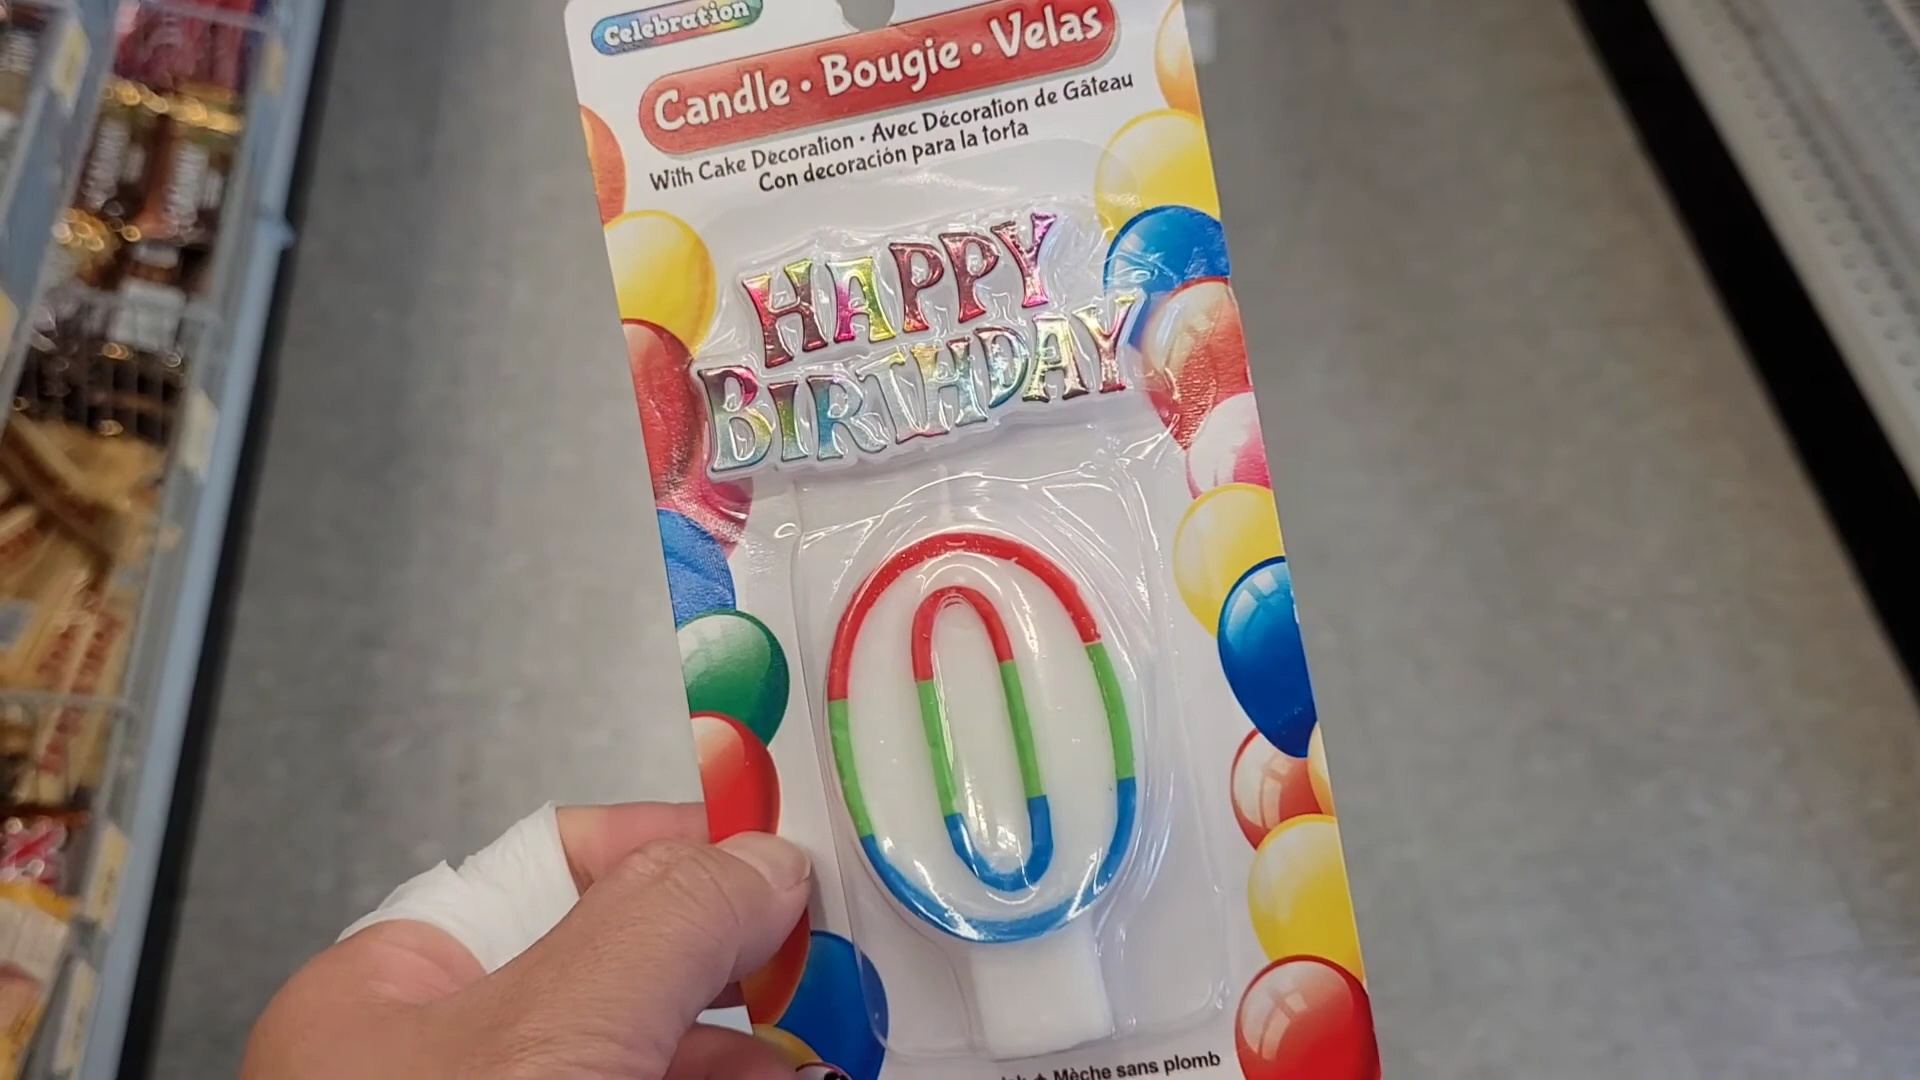 Celebration
Candle • Bougie • Velas
With Cake Decoration • Avec Décoration de Gâteau
Con decoración para la torta
HAPPY
BIRTHDAY
0
Mèche sans plomb